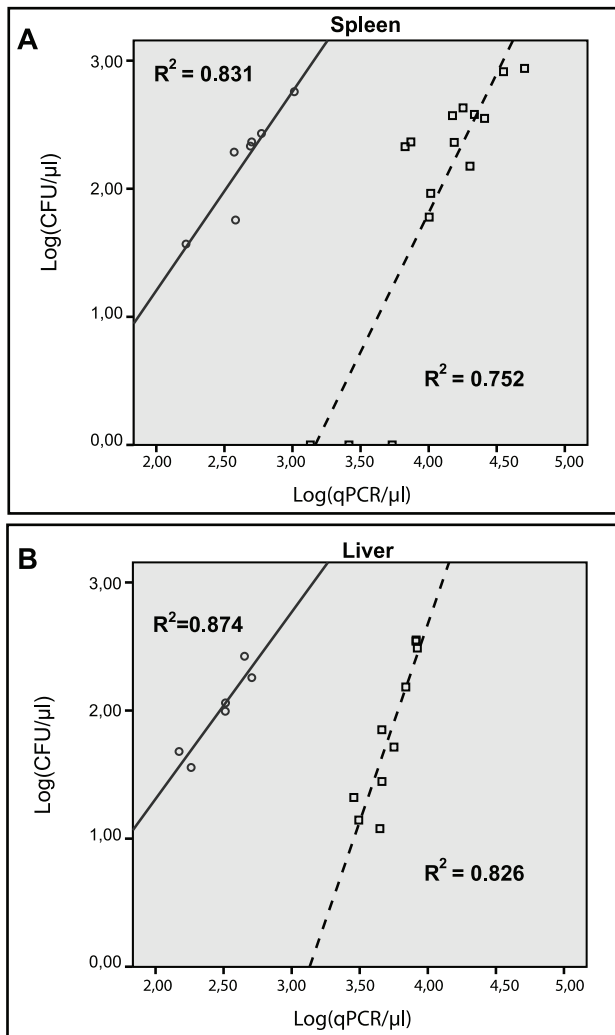 A
Spleen
R² = 0.831
R² = 0.752
3,00
2,00
1,00
0,00
Log(CFU/µl)
2,00 2,50 3,00 3,50 4,00 4,50 5,00
Log(qPCR/µl)
B
Liver
R²=0.874
R² = 0.826
3,00
2,00
1,00
0,00
Log(CFU/µl)
2,00 2,50 3,00 3,50 4,00 4,50 5,00
Log(qPCR/µl)